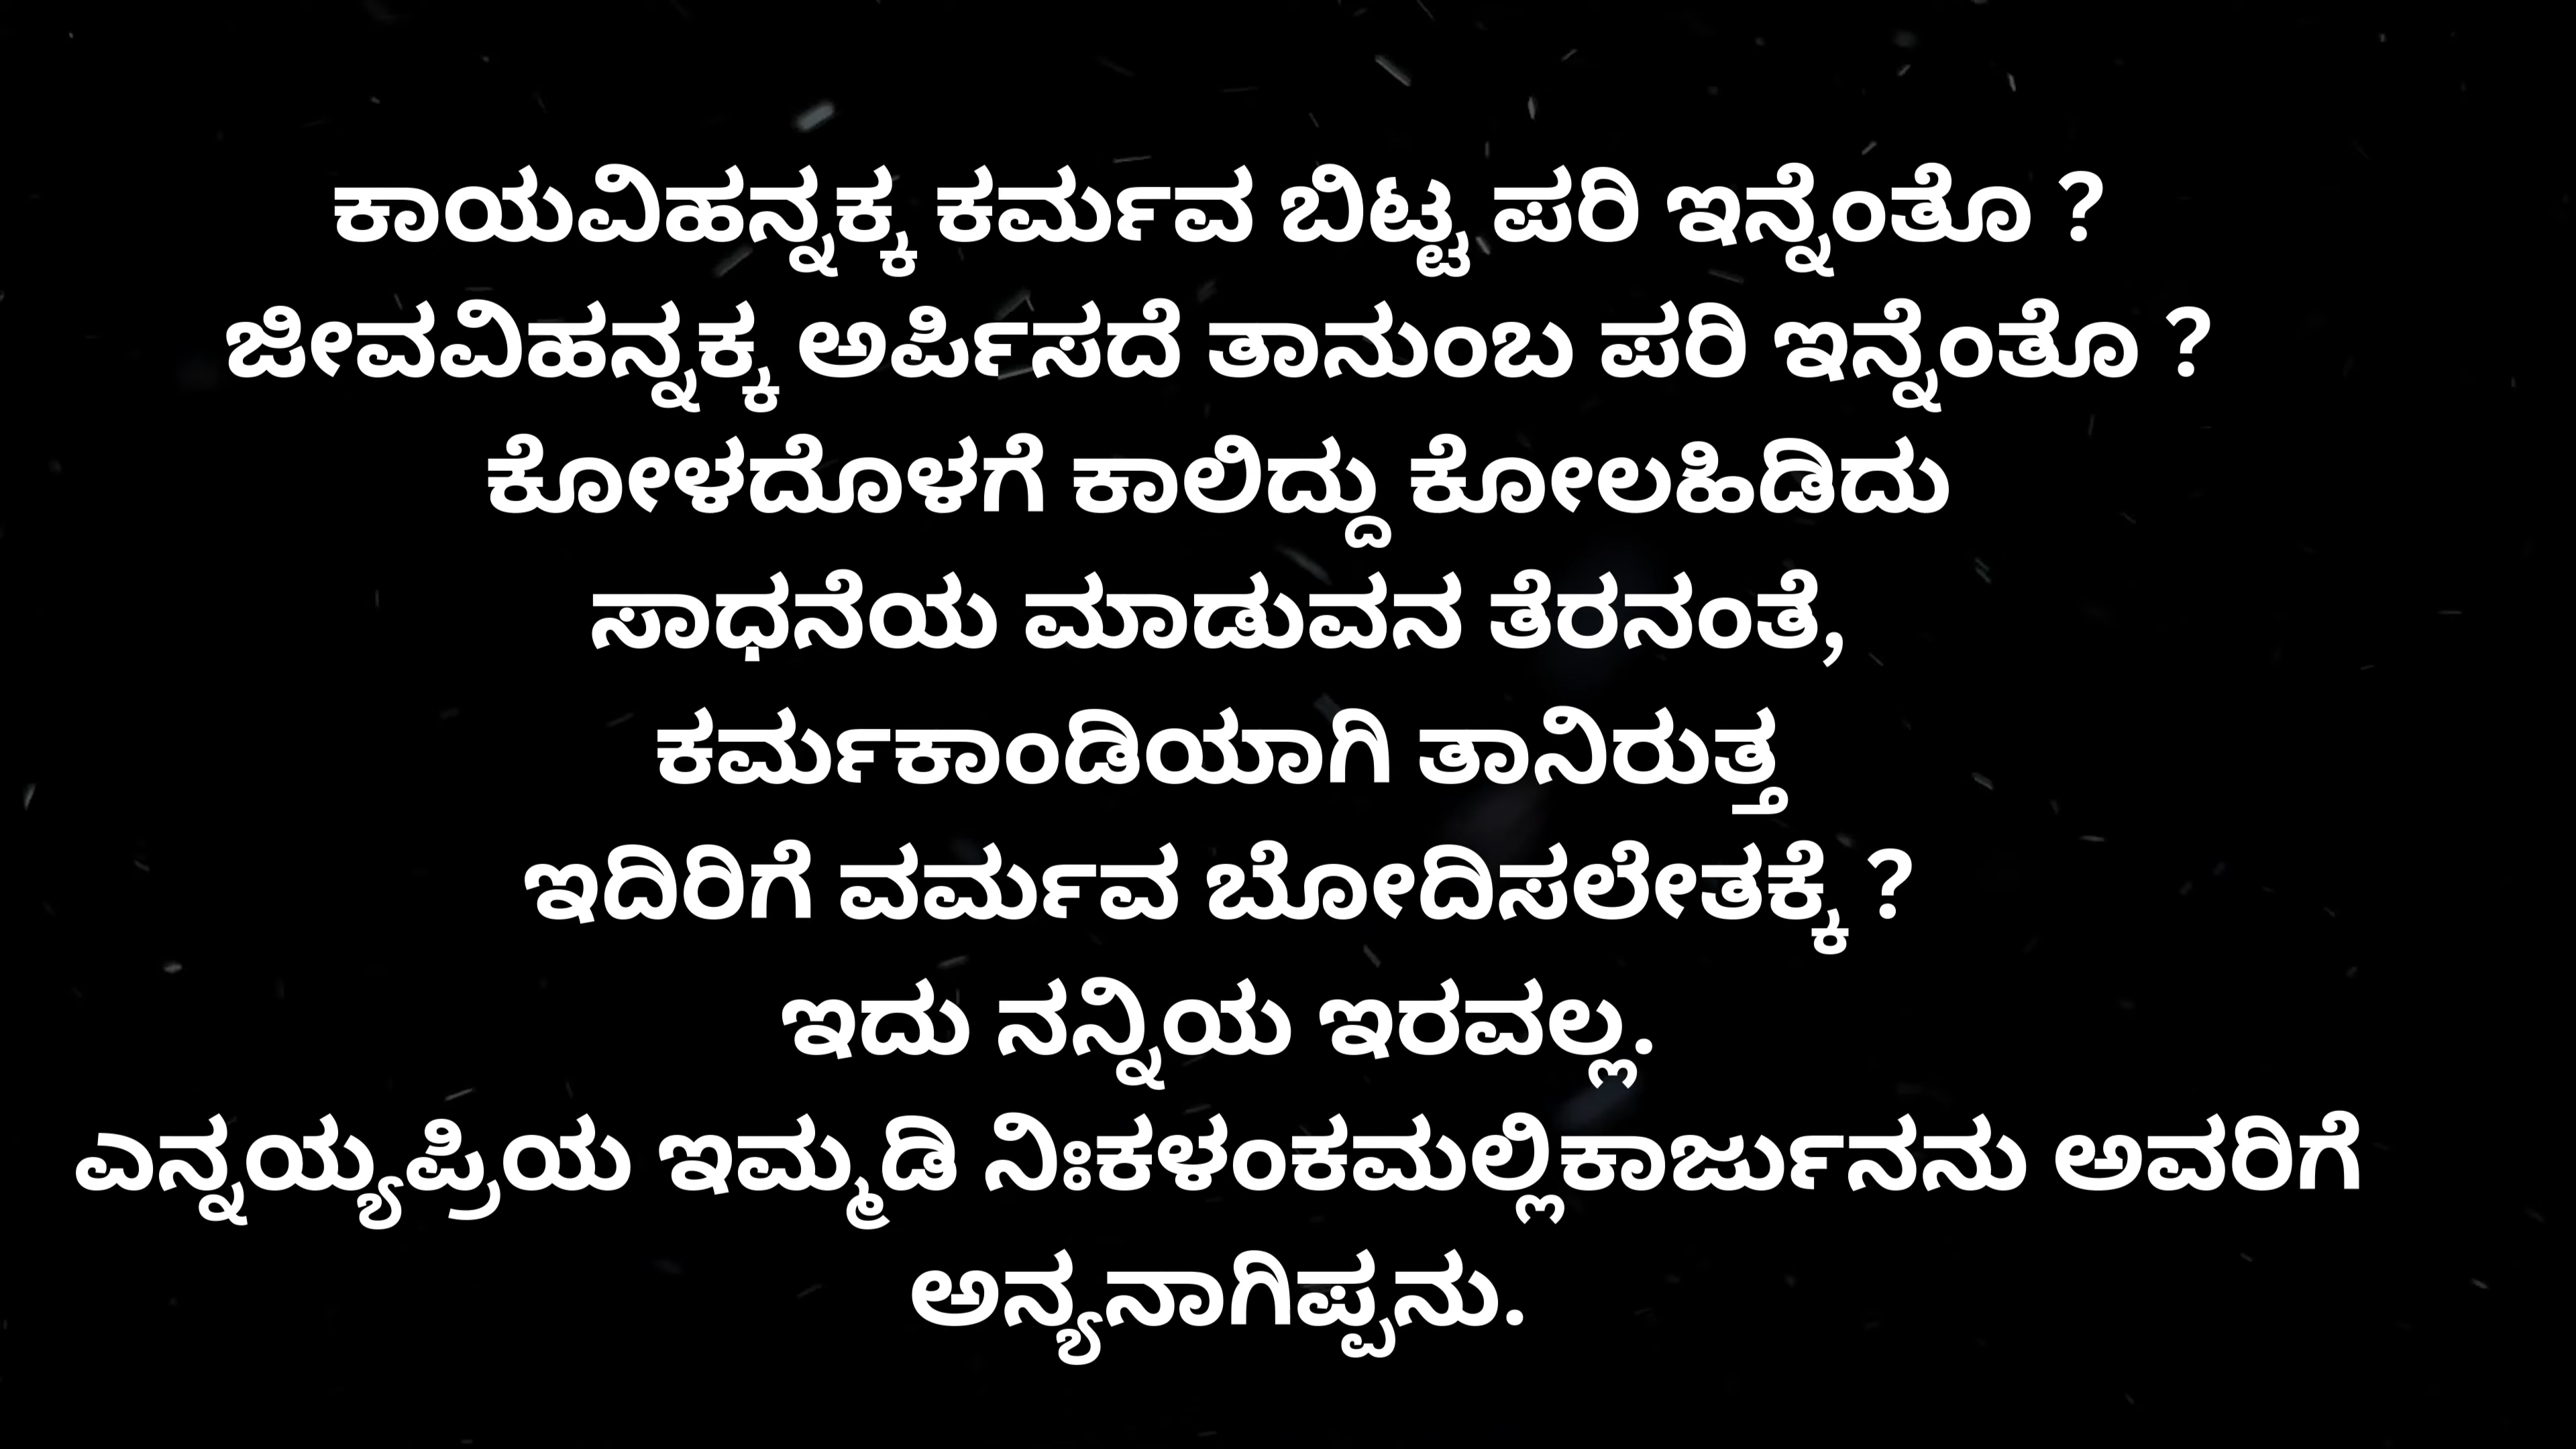 ಕಾಯವಿಹನ್ನಕ್ಕ ಕರ್ಮವ ಬಿಟ್ಟ ಪರಿ ಇನ್ನೆಂತೊ ?
ಜೀವವಿಹನ್ನಕ್ಕ ಅರ್ಪಿಸದೆ ತಾನುಂಬ ಪರಿ ಇನ್ನೆಂತೊ ?
ಕೋಳದೊಳಗೆ ಕಾಲಿದ್ದು ಕೋಲಹಿಡಿದು
ಸಾಧನೆಯ ಮಾಡುವನ ತೆರನಂತೆ,
ಕರ್ಮಕಾಂಡಿಯಾಗಿ ತಾನಿರುತ್ತ
ಇದಿರಿಗೆ ವರ್ಮವ ಬೋದಿಸಲೇತಕ್ಕೆ ?
ಇದು ನನ್ನಿಯ ಇರವಲ್ಲ.
ಎನ್ನಯ್ಯಪ್ರಿಯ ಇಮ್ಮಡಿ ನಿಃಕಳಂಕಮಲ್ಲಿಕಾರ್ಜುನನು ಅವರಿಗೆ
ಅನ್ಯನಾಗಿಪ್ಪನು.